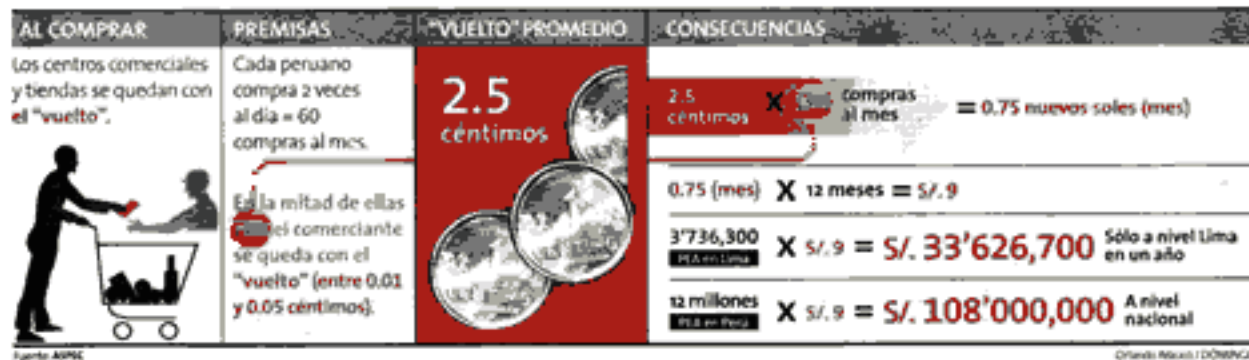 AL COMPRAR
Los centros comerciales
y tiendas se quedan con
el "vuelto".
PREMISAS
Cada peruano
compra 2 veces
al día = 60
compras al mes.
En la mitad de ellas
el comerciante
se queda con el
"vuelto" (entre 0.01
y 0.05 céntimos).
"VUELTO" PROMEDIO
2.5
céntimos
CONSECUENCIAS
2.5
céntimos
X
compras
al mes
= 0.75 nuevos soles (mes)
0.75 (mes) X 12 meses = S/. 9
3'736,300
PEA en Lima
X S/. 9 = S/. 33'626,700
Sólo a nivel Lima
en un año
12 millones
PEA en Perú
X S/. 9 = S/. 108'000,000
A nivel
nacional
Fuente: ASPEC